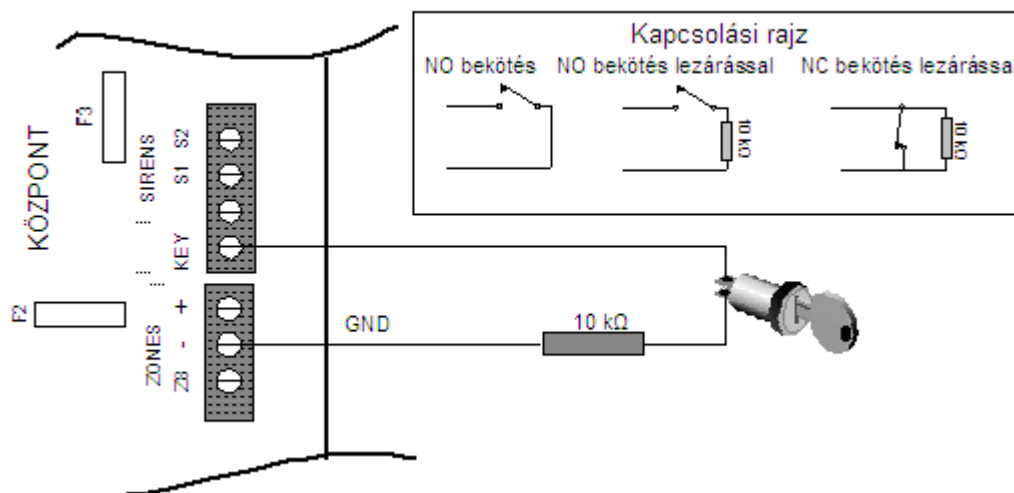 Kapcsolási rajz
NO bekötés
NO bekötés lezárással
NC bekötés lezárással
10 kΩ
10 kΩ
KÖZPONT
F3
F2
SIRENS
S2
S1
KEY
ZONES
+
-
Z8
GND
10 kΩ